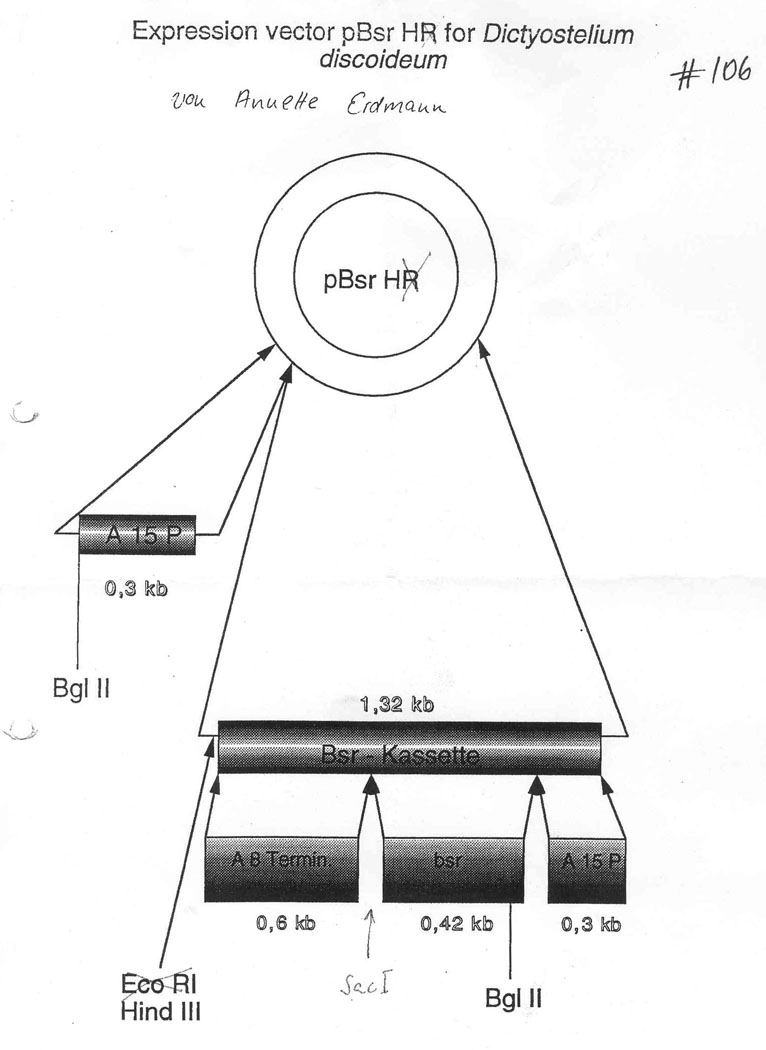 Expression vector pBsr HR for Dictyostelium
discoideum
#106
von Annette Erdmann
pBsr HR
A 15 P
0,3 kb
Bgl II
1,32 kb
Bsr - Kassette
A 8 Termin.
bsr
A 15 P
0,6 kb
0,42 kb
0,3 kb
Eco RI
Hind III
SacI
Bgl II